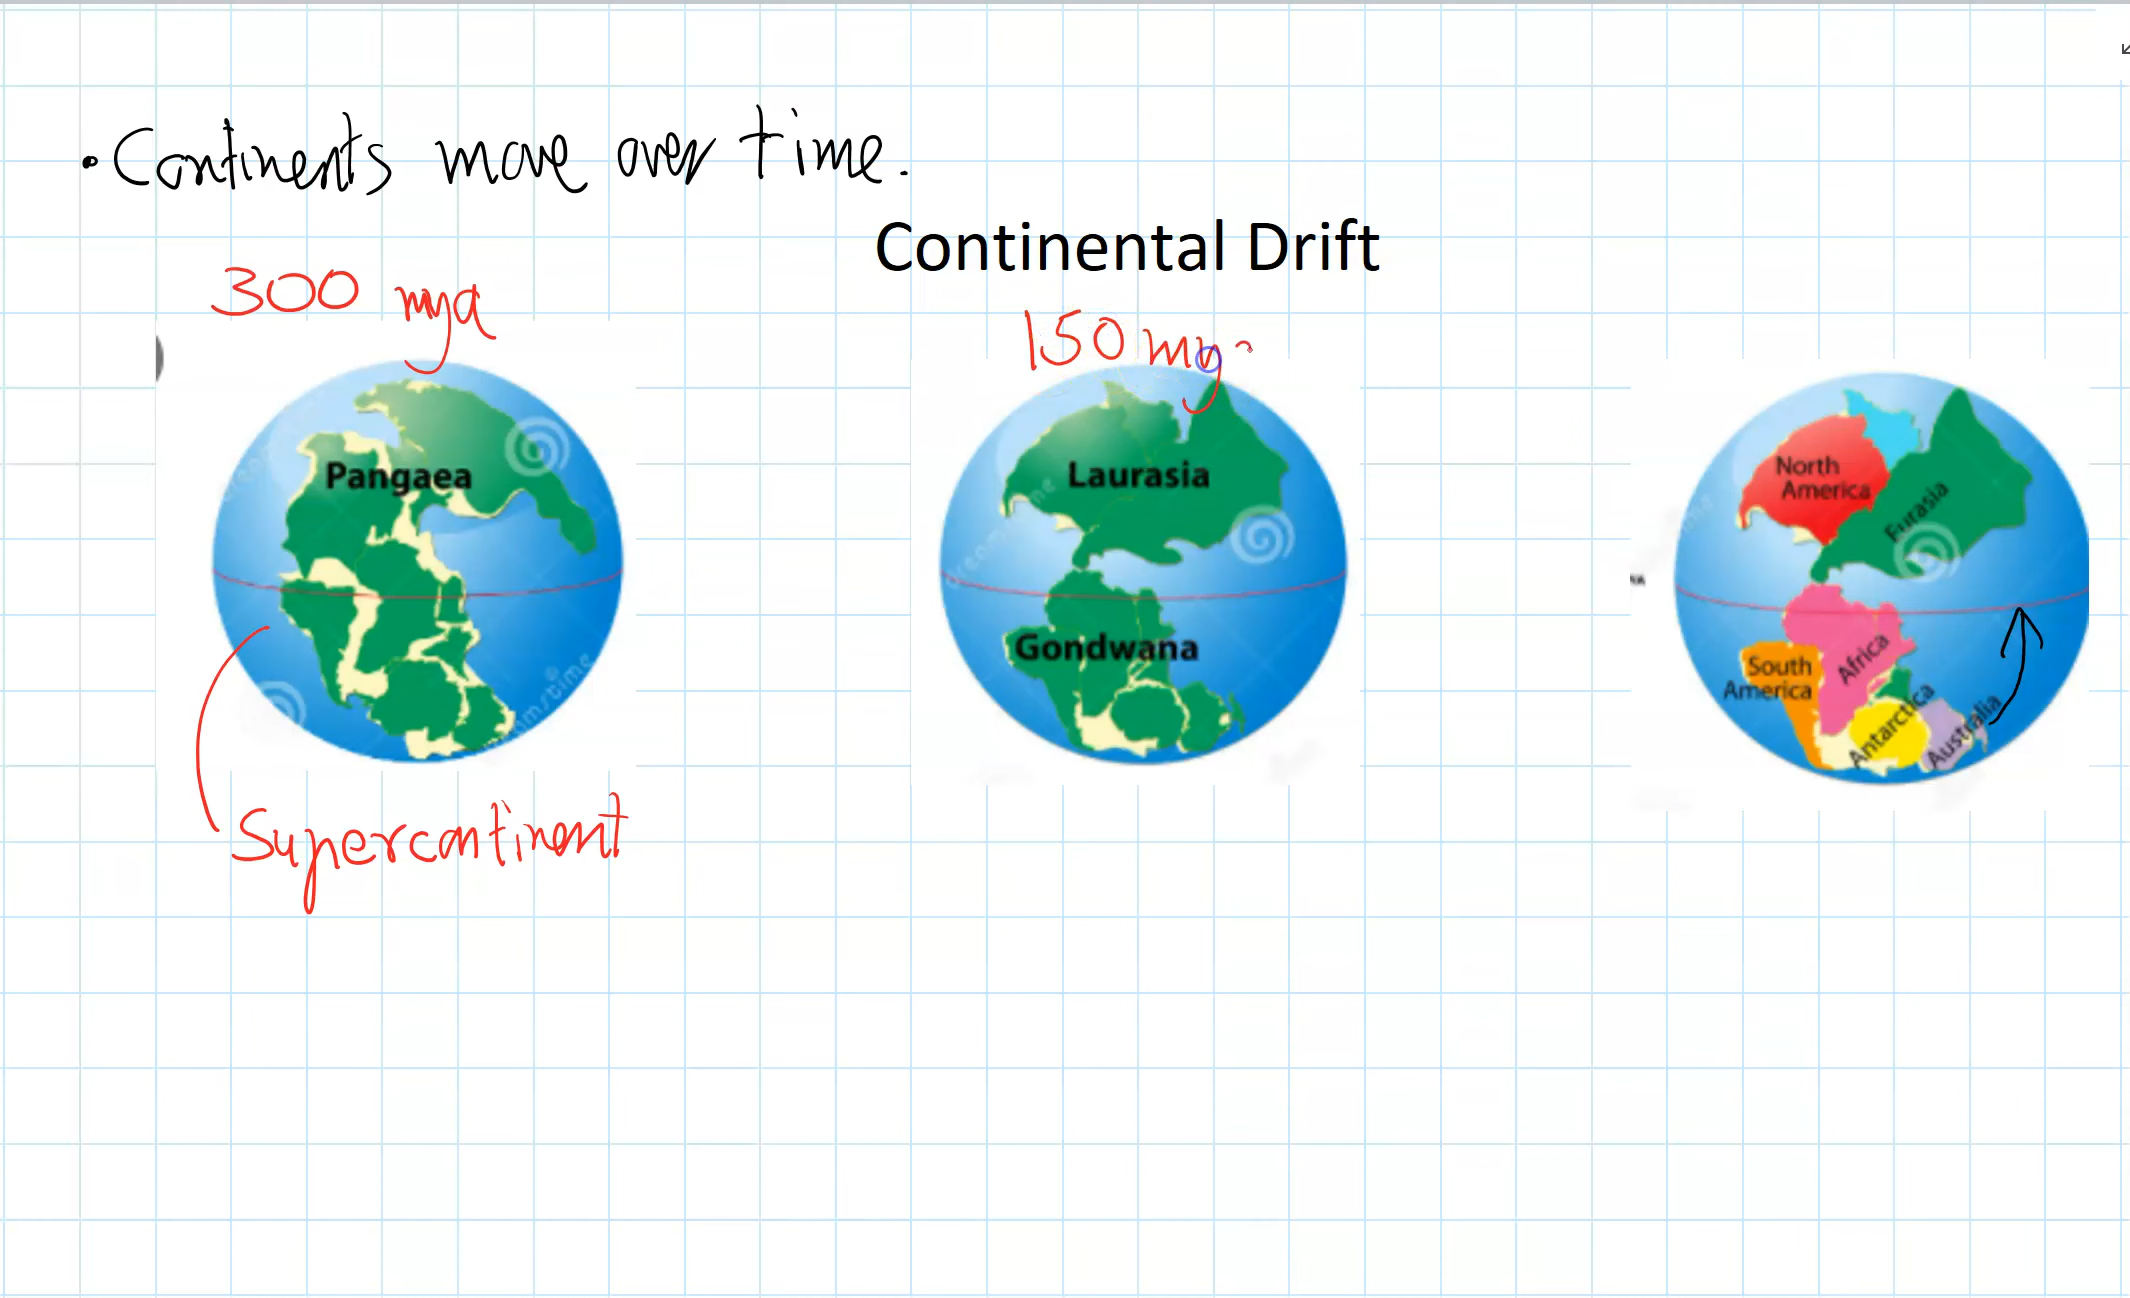 • Continents move over time.
Continental Drift
300 mya
150 my
Pangaea
Laurasia
Gondwana
North
America
Eurasia
South
America
Africa
Antarctica
Australia
Supercontinent